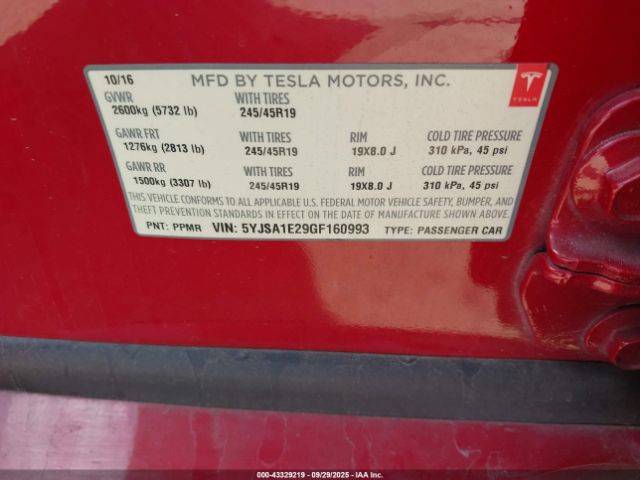 10/16 MFD BY TESLA MOTORS, INC.
TESLA
GVWR WITH TIRES
2600kg (5732 lb) 245/45R19
GAWR FRT WITH TIRES RIM COLD TIRE PRESSURE
1276kg (2813 lb) 245/45R19 19X8.0 J 310 kPa, 45 psi
GAWR RR WITH TIRES RIM COLD TIRE PRESSURE
1500kg (3307 lb) 245/45R19 19X8.0 J 310 kPa, 45 psi
THIS VEHICLE CONFORMS TO ALL APPLICABLE U.S. FEDERAL MOTOR VEHICLE SAFETY, BUMPER, AND
THEFT PREVENTION STANDARDS IN EFFECT ON THE DATE OF MANUFACTURE SHOWN ABOVE.
PNT: PPMR VIN: 5YJSA1E29GF160993 TYPE: PASSENGER CAR
000-43329219 - 09/29/2025 - IAA, Inc.